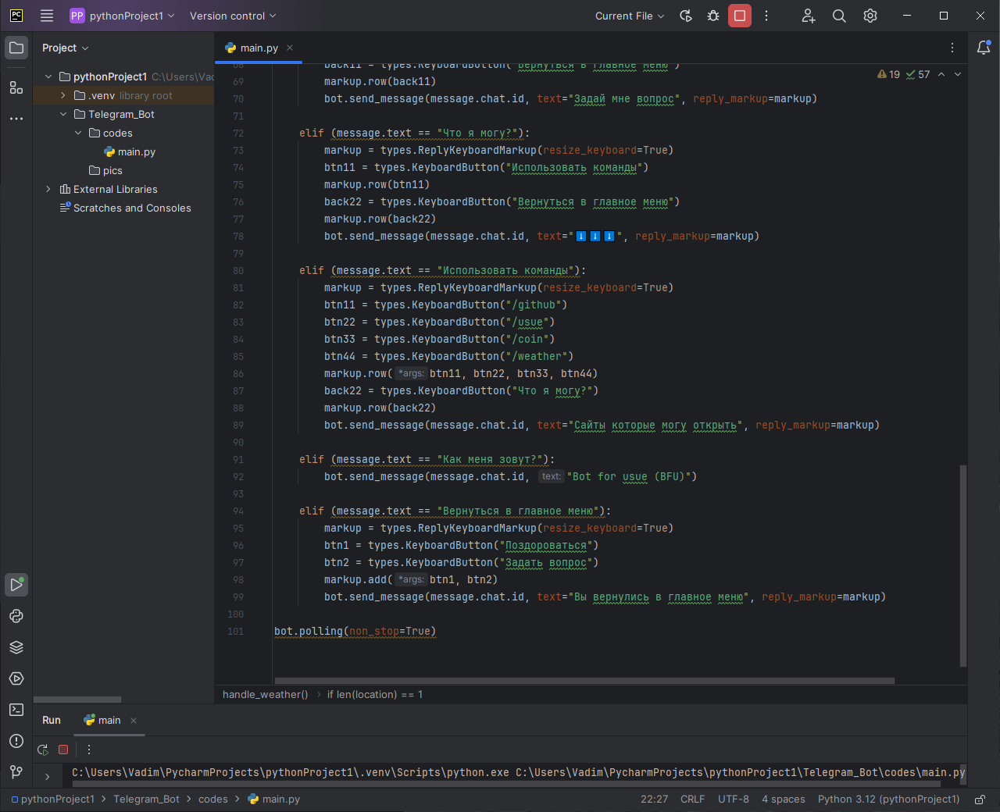 PC PP pythonProject1 Version control Current File
Project main.py
pythonProject1 C:\Users\Vad
.venv library root
Telegram_Bot
codes
main.py
pics
External Libraries
Scratches and Consoles
19 57
68 back11 = types.KeyboardButton("Вернуться в главное меню")
69 markup.row(back11)
70 bot.send_message(message.chat.id, text="Задай мне вопрос", reply_markup=markup)
71
72 elif (message.text == "Что я могу?"):
73 markup = types.ReplyKeyboardMarkup(resize_keyboard=True)
74 btn11 = types.KeyboardButton("Использовать команды")
75 markup.row(btn11)
76 back22 = types.KeyboardButton("Вернуться в главное меню")
77 markup.row(back22)
78 bot.send_message(message.chat.id, text="⬇️⬇️⬇️", reply_markup=markup)
79
80 elif (message.text == "Использовать команды"):
81 markup = types.ReplyKeyboardMarkup(resize_keyboard=True)
82 btn11 = types.KeyboardButton("/github")
83 btn22 = types.KeyboardButton("/usue")
84 btn33 = types.KeyboardButton("/coin")
85 btn44 = types.KeyboardButton("/weather")
86 markup.row( *args: btn11, btn22, btn33, btn44)
87 back22 = types.KeyboardButton("Что я могу?")
88 markup.row(back22)
89 bot.send_message(message.chat.id, text="Сайты которые могу открыть", reply_markup=markup)
90
91 elif (message.text == "Как меня зовут?"):
92 bot.send_message(message.chat.id, text: "Bot for usue (BFU)")
93
94 elif (message.text == "Вернуться в главное меню"):
95 markup = types.ReplyKeyboardMarkup(resize_keyboard=True)
96 btn1 = types.KeyboardButton("Поздороваться")
97 btn2 = types.KeyboardButton("Задать вопрос")
98 markup.add( *args: btn1, btn2)
99 bot.send_message(message.chat.id, text="Вы вернулись в главное меню", reply_markup=markup)
100
101 bot.polling(non_stop=True)
handle_weather() › if len(location) == 1
Run main
C:\Users\Vadim\PycharmProjects\pythonProject1\.venv\Scripts\python.exe C:\Users\Vadim\PycharmProjects\pythonProject1\Telegram_Bot\codes\main.py
pythonProject1 › Telegram_Bot › codes › main.py 22:27 CRLF UTF-8 4 spaces Python 3.12 (pythonProject1)